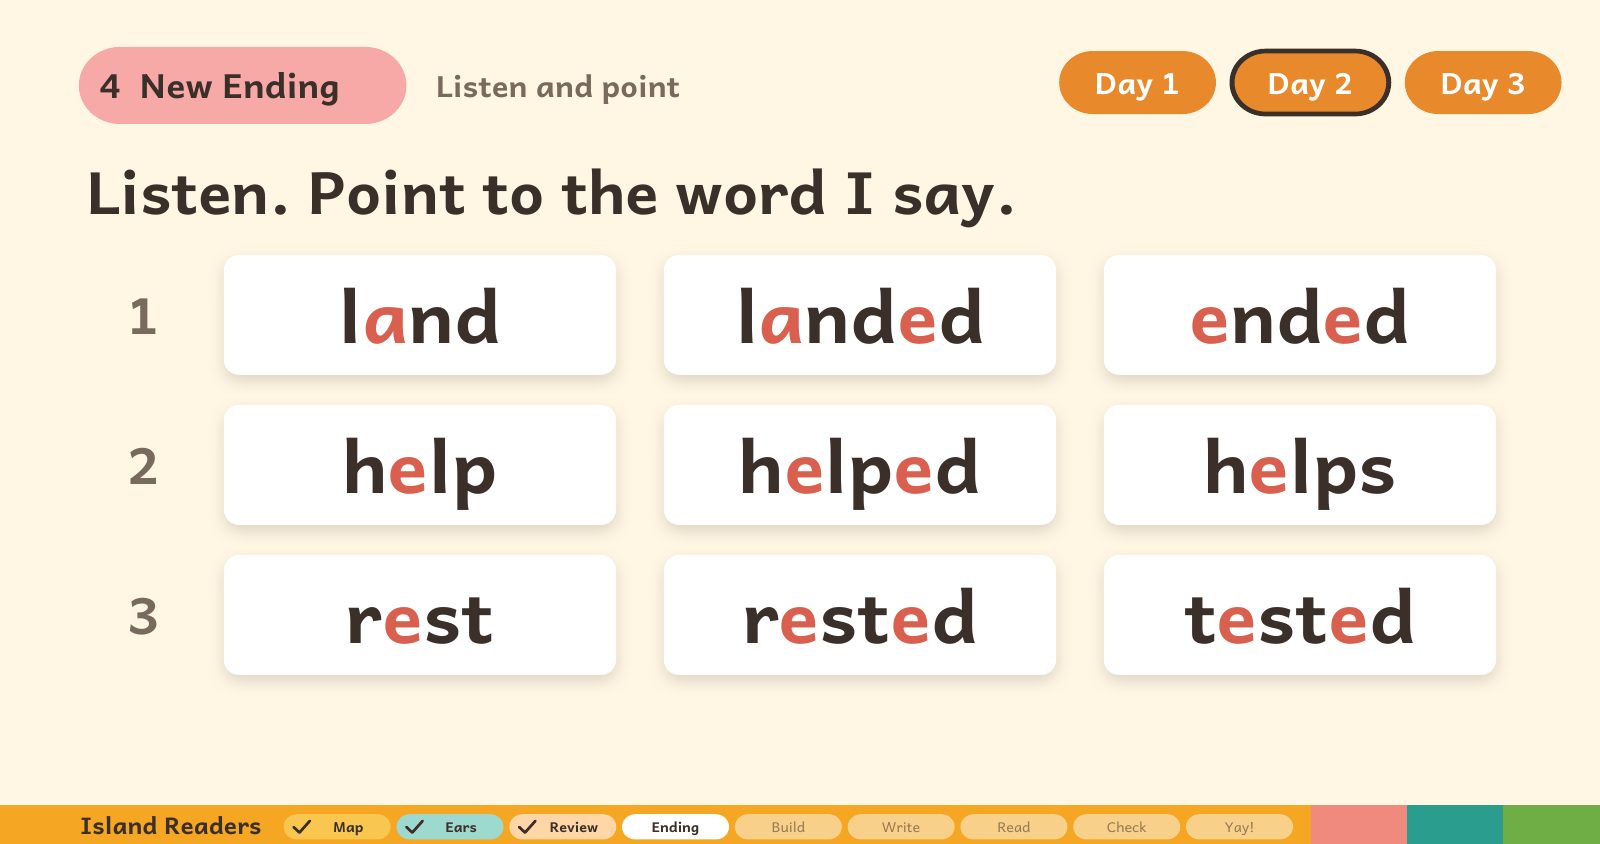 4 New Ending
Listen and point
Day 1
Day 2
Day 3
Listen. Point to the word I say.
1 land landed ended
2 help helped helps
3 rest rested tested
Island Readers Map Ears Review Ending Build Write Read Check Yay!